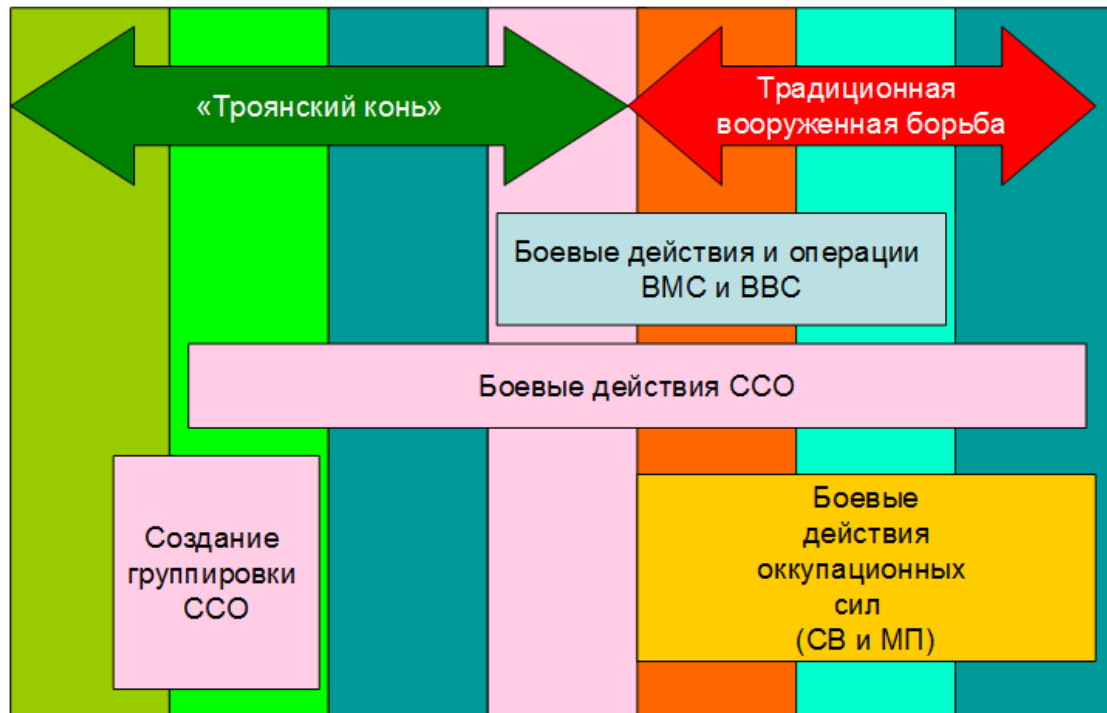 «Троянский конь»
Традиционная
вооруженная борьба
Боевые действия и операции
ВМС и ВВС
Боевые действия ССО
Создание
группировки
ССО
Боевые
действия
оккупационных
сил
(СВ и МП)